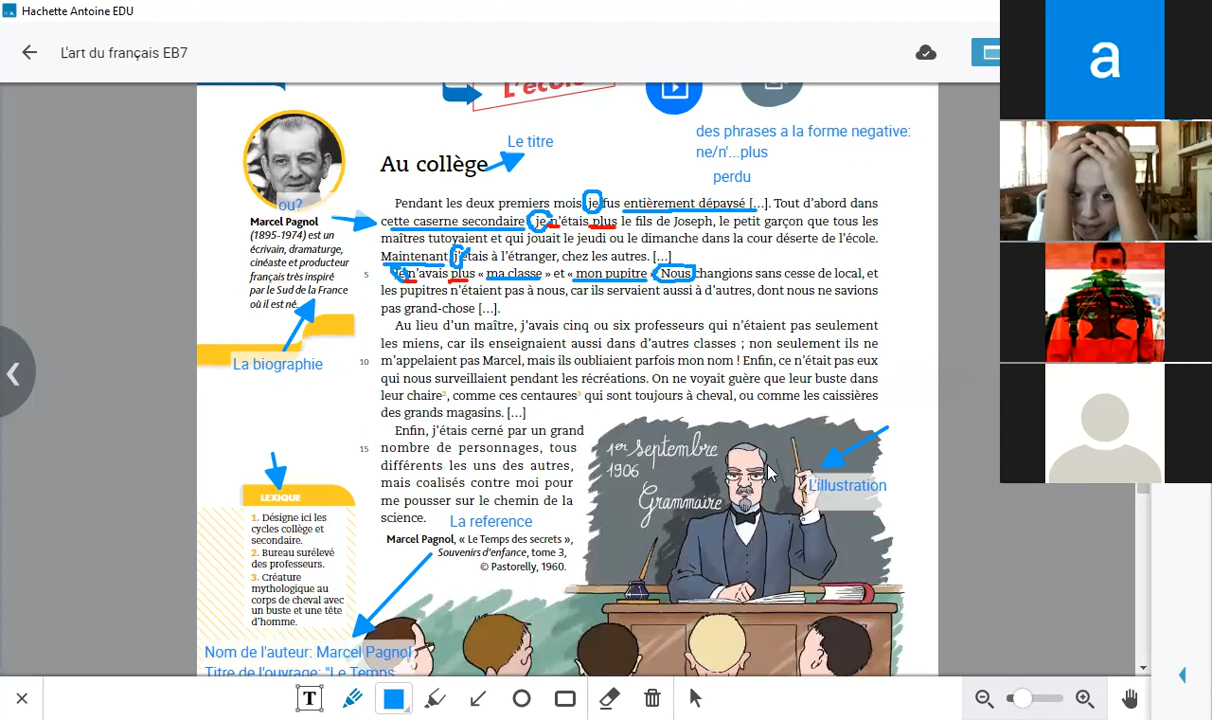 Hachette Antoine EDU
L'art du français EB7
L'école
a
des phrases a la forme negative:
ne/n'...plus
perdu
Le titre
Au collège
ou?
Marcel Pagnol
(1895-1974) est un
écrivain, dramaturge,
cinéaste et producteur
français très inspiré
par le Sud de la France
où il est né.
La biographie
Pendant les deux premiers mois, je fus entièrement dépaysé […]. Tout d'abord dans
cette caserne secondaire¹ je n'étais plus le fils de Joseph, le petit garçon que tous les
maîtres tutoyaient et qui jouait le jeudi ou le dimanche dans la cour déserte de l'école.
Maintenant j'étais à l'étranger, chez les autres. […]
5
Je n'avais plus « ma classe » et « mon pupitre ». Nous changions sans cesse de local, et
les pupitres n'étaient pas à nous, car ils servaient aussi à d'autres, dont nous ne savions
pas grand-chose […].
Au lieu d'un maître, j'avais cinq ou six professeurs qui n'étaient pas seulement
les miens, car ils enseignaient aussi dans d'autres classes ; non seulement ils ne
10
m'appelaient pas Marcel, mais ils oubliaient parfois mon nom ! Enfin, ce n'était pas eux
qui nous surveillaient pendant les récréations. On ne voyait guère que leur buste dans
leur chaire², comme ces centaures³ qui sont toujours à cheval, ou comme les caissières
des grands magasins. […]
Enfin, j'étais cerné par un grand
15
nombre de personnages, tous
différents les uns des autres,
mais coalisés contre moi pour
me pousser sur le chemin de la
science.
La reference
Marcel Pagnol, « Le Temps des secrets »,
Souvenirs d'enfance, tome 3,
© Pastorelly, 1960.
1er septembre
1906
Grammaire
L'illustration
LEXIQUE
1. Désigne ici les
cycles collège et
secondaire.
2. Bureau surélevé
des professeurs.
3. Créature
mythologique au
corps de cheval avec
un buste et une tête
d'homme.
Nom de l'auteur: Marcel Pagnol
Titre de l'ouvrage: "Le Temps
T